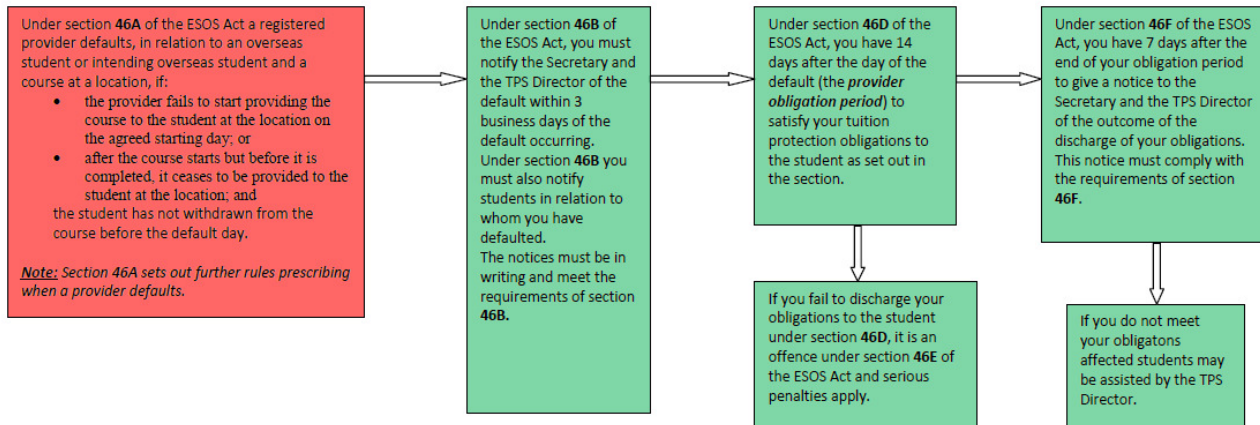 Under section 46A of the ESOS Act a registered
provider defaults, in relation to an overseas
student or intending overseas student and a
course at a location, if:
• the provider fails to start providing the
course to the student at the location on
the agreed starting day; or
• after the course starts but before it is
completed, it ceases to be provided to the
student at the location; and
the student has not withdrawn from the
course before the default day.
Note: Section 46A sets out further rules prescribing
when a provider defaults.
Under section 46B of
the ESOS Act, you must
notify the Secretary and
the TPS Director of the
default within 3
business days of the
default occurring.
Under section 46B you
must also notify
students in relation to
whom you have
defaulted.
The notices must be in
writing and meet the
requirements of section
46B.
Under section 46D of the
ESOS Act, you have 14
days after the day of the
default (the provider
obligation period) to
satisfy your tuition
protection obligations to
the student as set out in
the section.
If you fail to discharge your
obligations to the student
under section 46D, it is an
offence under section 46E of
the ESOS Act and serious
penalties apply.
Under section 46F of the ESOS
Act, you have 7 days after the
end of your obligation period
to give a notice to the
Secretary and the TPS Director
of the outcome of the
discharge of your obligations.
This notice must comply with
the requirements of section
46F.
If you do not meet
your obligatons
affected students may
be assisted by the TPS
Director.